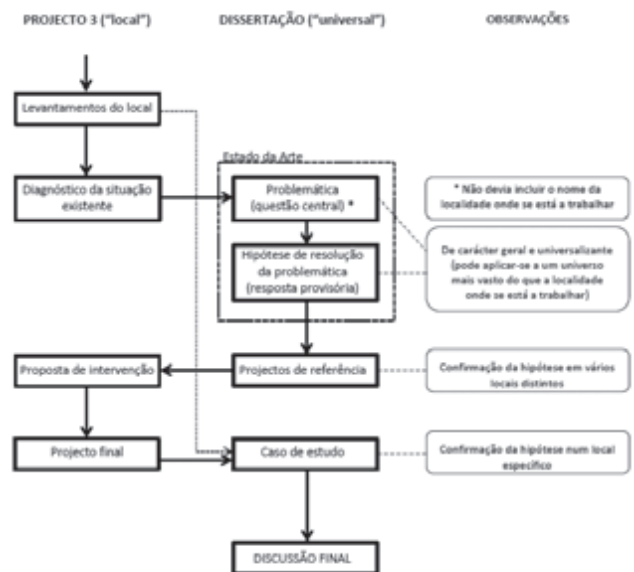 PROJECTO 3 ("local")
DISSERTAÇÃO ("universal")
OBSERVAÇÕES
Levantamentos do local
Estado da Arte
Diagnóstico da situação
existente
Problemática
(questão central) *
* Não devia incluir o nome da
localidade onde se está a trabalhar
Hipótese de resolução
da problemática
(resposta provisória)
De carácter geral e universalizante
(pode aplicar-se a um universo
mais vasto do que a localidade
onde se está a trabalhar)
Proposta de intervenção
Projectos de referência
Confirmação da hipótese em vários
locais distintos
Projecto final
Caso de estudo
Confirmação da hipótese num local
específico
DISCUSSÃO FINAL